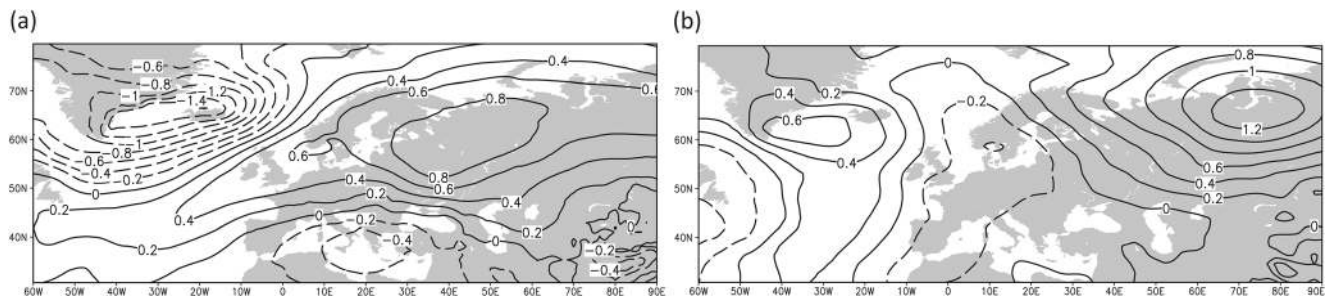 (a)
(b)
−0.6 0.4 0.8
−0.8 0.4 0.6 0 1
70N −1 1.2 0.6 70N 0.4 0.2 −0.2
−1.4 0.8
60N 60N 0.6 1.2
0.8 1 0.6 0.4
0.6 0.6
0.4 0.4 0.8 0.4
50N 0.2 0.6 50N 0.2
0 0.2 0.4
0.2 0.4 0 −0.2 0.2 0 0
40N 0.2 −0.4 0 −0.2 40N 0
−0.4
60W 50W 40W 30W 20W 10W 0 10E 20E 30E 40E 50E 60E 70E 80E 90E
60W 50W 40W 30W 20W 10W 0 10E 20E 30E 40E 50E 60E 70E 80E 90E